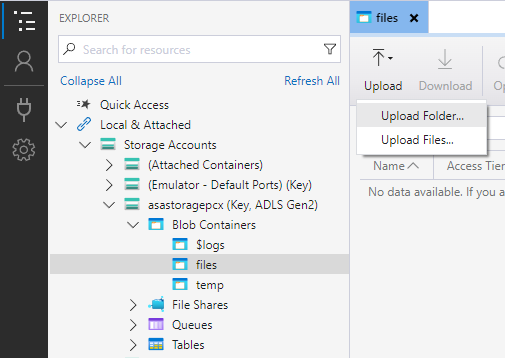 EXPLORER
Search for resources
Collapse All
Refresh All
Quick Access
Local & Attached
Storage Accounts
(Attached Containers)
(Emulator - Default Ports) (Key)
asastoragepcx (Key, ADLS Gen2)
Blob Containers
$logs
files
temp
File Shares
Queues
Tables
files
Upload
Download
Upload Folder...
Upload Files...
Name
Access Tier
No data available. If you a